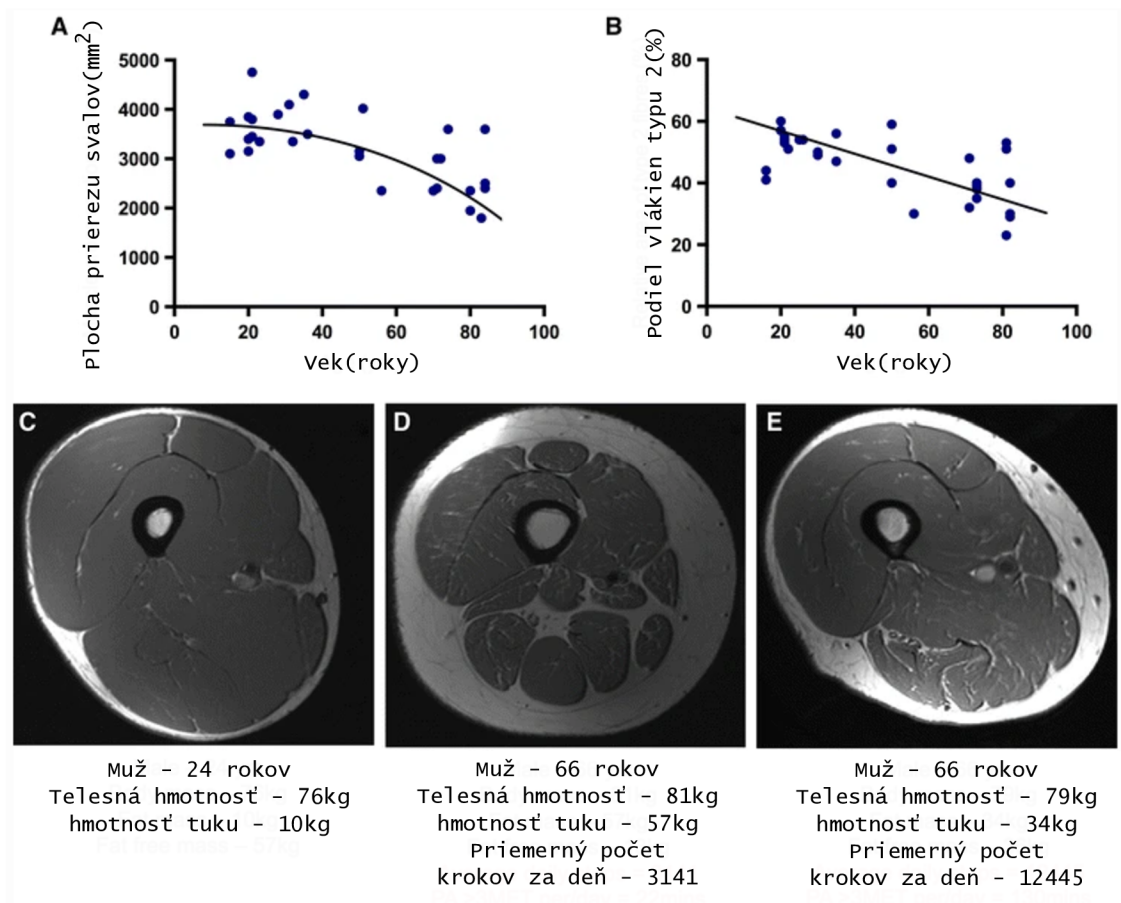 A
Plocha prierezu svalov(mm2)
5000
4000
3000
2000
1000
0
0 20 40 60 80 100
Vek(roky)
B
Podiel vlákien typu 2(%)
80
60
40
20
0
0 20 40 60 80 100
Vek(roky)
C
D
E
Muž - 24 rokov
Telesná hmotnosť - 76kg
hmotnosť tuku - 10kg
Muž - 66 rokov
Telesná hmotnosť - 81kg
hmotnosť tuku - 57kg
Priemerný počet
krokov za deň - 3141
Muž - 66 rokov
Telesná hmotnosť - 79kg
hmotnosť tuku - 34kg
Priemerný počet
krokov za deň - 12445